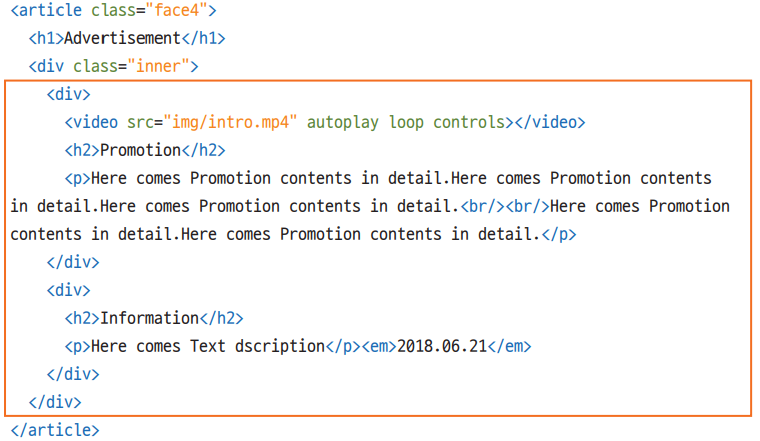 <article class="face4">
<h1>Advertisement</h1>
<div class="inner">
<div>
<video src="img/intro.mp4" autoplay loop controls></video>
<h2>Promotion</h2>
<p>Here comes Promotion contents in detail.Here comes Promotion contents
in detail.Here comes Promotion contents in detail.<br/><br/>Here comes Promotion
contents in detail.Here comes Promotion contents in detail.</p>
</div>
<div>
<h2>Information</h2>
<p>Here comes Text dscription</p><em>2018.06.21</em>
</div>
</div>
</article>